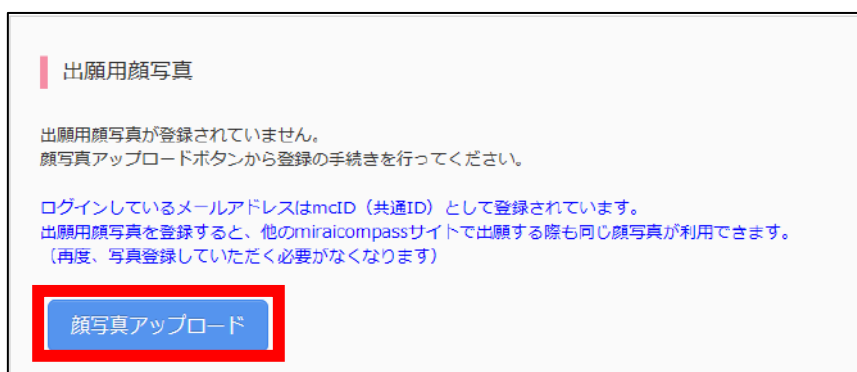 出願用顔写真
出願用顔写真が登録されていません。
顔写真アップロードボタンから登録の手続きを行ってください。
ログインしているメールアドレスはmcID（共通ID）として登録されています。
出願用顔写真を登録すると、他のmiraicompassサイトで出願する際も同じ顔写真が利用できます。
（再度、写真登録していただく必要がなくなります）
顔写真アップロード